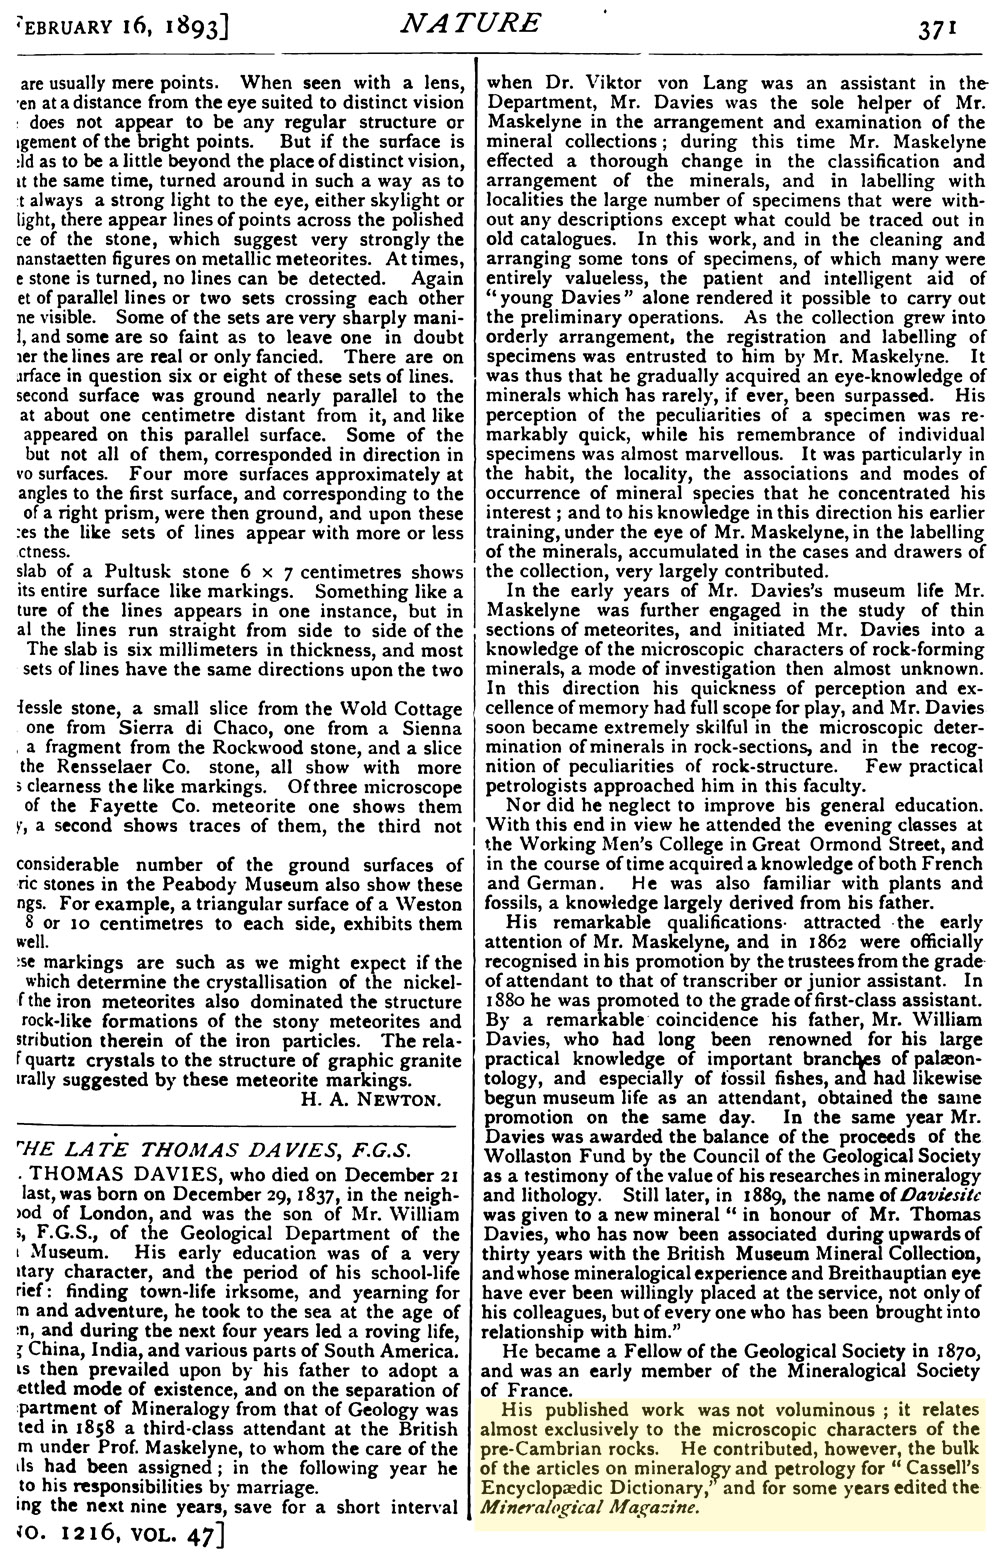 FEBRUARY 16, 1893]
NATURE
371
are usually mere points. When seen with a lens,
en at a distance from the eye suited to distinct vision
does not appear to be any regular structure or
gement of the bright points. But if the surface is
ld as to be a little beyond the place of distinct vision,
at the same time, turned around in such a way as to
t always a strong light to the eye, either skylight or
light, there appear lines of points across the polished
ce of the stone, which suggest very strongly the
manstaetten figures on metallic meteorites. At times,
e stone is turned, no lines can be detected. Again
et of parallel lines or two sets crossing each other
ne visible. Some of the sets are very sharply mani-
l, and some are so faint as to leave one in doubt
her the lines are real or only fancied. There are on
urface in question six or eight of these sets of lines.
second surface was ground nearly parallel to the
at about one centimetre distant from it, and like
appeared on this parallel surface. Some of the
but not all of them, corresponded in direction in
vo surfaces. Four more surfaces approximately at
angles to the first surface, and corresponding to the
of a right prism, were then ground, and upon these
ces the like sets of lines appear with more or less
ctness.
slab of a Pultusk stone 6 × 7 centimetres shows
its entire surface like markings. Something like a
ture of the lines appears in one instance, but in
al the lines run straight from side to side of the
The slab is six millimeters in thickness, and most
sets of lines have the same directions upon the two
Hessle stone, a small slice from the Wold Cottage
one from Sierra di Chaco, one from a Sienna
, a fragment from the Rockwood stone, and a slice
the Rensselaer Co. stone, all show with more
s clearness the like markings. Of three microscope
of the Fayette Co. meteorite one shows them
y, a second shows traces of them, the third not
considerable number of the ground surfaces of
ric stones in the Peabody Museum also show these
ngs. For example, a triangular surface of a Weston
8 or 10 centimetres to each side, exhibits them
well.
se markings are such as we might expect if the
which determine the crystallisation of the nickel-
f the iron meteorites also dominated the structure
rock-like formations of the stony meteorites and
stribution therein of the iron particles. The rela-
f quartz crystals to the structure of graphic granite
urally suggested by these meteorite markings.
H. A. NEWTON.
THE LATE THOMAS DAVIES, F.G.S.
. THOMAS DAVIES, who died on December 21
last, was born on December 29, 1837, in the neigh-
ood of London, and was the son of Mr. William
s, F.G.S., of the Geological Department of the
Museum. His early education was of a very
ntary character, and the period of his school-life
rief: finding town-life irksome, and yearning for
m and adventure, he took to the sea at the age of
en, and during the next four years led a roving life,
g China, India, and various parts of South America.
as then prevailed upon by his father to adopt a
ettled mode of existence, and on the separation of
partment of Mineralogy from that of Geology was
ted in 1858 a third-class attendant at the British
m under Prof. Maskelyne, to whom the care of the
ls had been assigned; in the following year he
to his responsibilities by marriage.
ing the next nine years, save for a short interval
NO. 1216, VOL. 47]
when Dr. Viktor von Lang was an assistant in the
Department, Mr. Davies was the sole helper of Mr.
Maskelyne in the arrangement and examination of the
mineral collections; during this time Mr. Maskelyne
effected a thorough change in the classification and
arrangement of the minerals, and in labelling with
localities the large number of specimens that were with-
out any descriptions except what could be traced out in
old catalogues. In this work, and in the cleaning and
arranging some tons of specimens, of which many were
entirely valueless, the patient and intelligent aid of
"young Davies" alone rendered it possible to carry out
the preliminary operations. As the collection grew into
orderly arrangement, the registration and labelling of
specimens was entrusted to him by Mr. Maskelyne. It
was thus that he gradually acquired an eye-knowledge of
minerals which has rarely, if ever, been surpassed. His
perception of the peculiarities of a specimen was re-
markably quick, while his remembrance of individual
specimens was almost marvellous. It was particularly in
the habit, the locality, the associations and modes of
occurrence of mineral species that he concentrated his
interest; and to his knowledge in this direction his earlier
training, under the eye of Mr. Maskelyne, in the labelling
of the minerals, accumulated in the cases and drawers of
the collection, very largely contributed.
In the early years of Mr. Davies's museum life Mr.
Maskelyne was further engaged in the study of thin
sections of meteorites, and initiated Mr. Davies into a
knowledge of the microscopic characters of rock-forming
minerals, a mode of investigation then almost unknown.
In this direction his quickness of perception and ex-
cellence of memory had full scope for play, and Mr. Davies
soon became extremely skilful in the microscopic deter-
mination of minerals in rock-sections, and in the recog-
nition of peculiarities of rock-structure. Few practical
petrologists approached him in this faculty.
Nor did he neglect to improve his general education.
With this end in view he attended the evening classes at
the Working Men's College in Great Ormond Street, and
in the course of time acquired a knowledge of both French
and German. He was also familiar with plants and
fossils, a knowledge largely derived from his father.
His remarkable qualifications attracted the early
attention of Mr. Maskelyne, and in 1862 were officially
recognised in his promotion by the trustees from the grade
of attendant to that of transcriber or junior assistant. In
1880 he was promoted to the grade of first-class assistant.
By a remarkable coincidence his father, Mr. William
Davies, who had long been renowned for his large
practical knowledge of important branches of palæon-
tology, and especially of fossil fishes, and had likewise
begun museum life as an attendant, obtained the same
promotion on the same day. In the same year Mr.
Davies was awarded the balance of the proceeds of the
Wollaston Fund by the Council of the Geological Society
as a testimony of the value of his researches in mineralogy
and lithology. Still later, in 1889, the name of Daviesite
was given to a new mineral "in honour of Mr. Thomas
Davies, who has now been associated during upwards of
thirty years with the British Museum Mineral Collection,
and whose mineralogical experience and Breithauptian eye
have ever been willingly placed at the service, not only of
his colleagues, but of every one who has been brought into
relationship with him."
He became a Fellow of the Geological Society in 1870,
and was an early member of the Mineralogical Society
of France.
His published work was not voluminous; it relates
almost exclusively to the microscopic characters of the
pre-Cambrian rocks. He contributed, however, the bulk
of the articles on mineralogy and petrology for "Cassell's
Encyclopædic Dictionary," and for some years edited the
Mineralogical Magazine.